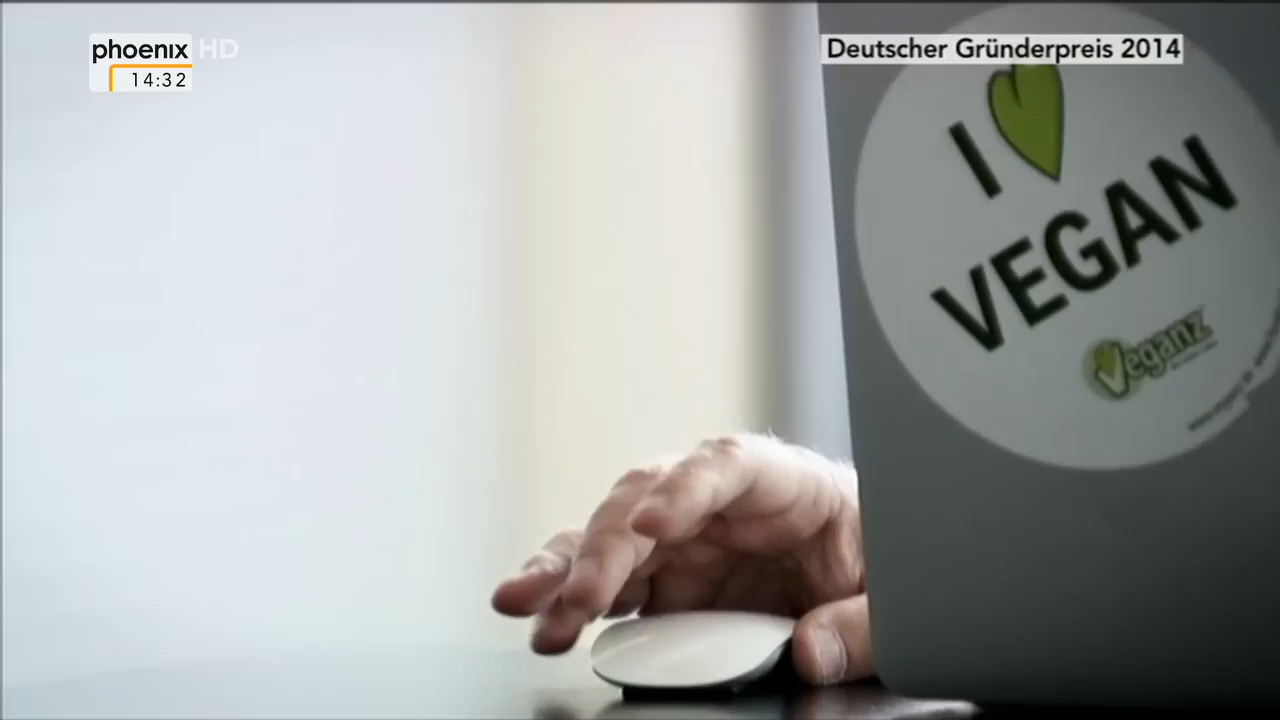 phoenix HD
14:32
Deutscher Gründerpreis 2014
I
VEGAN
Veganz